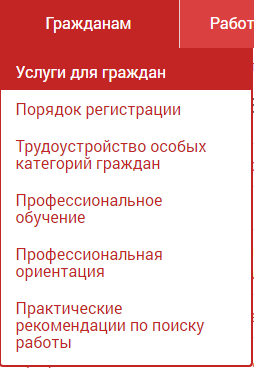 Гражданам
Работ
Услуги для граждан
Порядок регистрации
Трудоустройство особых
категорий граждан
Профессиональное
обучение
Профессиональная
ориентация
Практические
рекомендации по поиску
работы